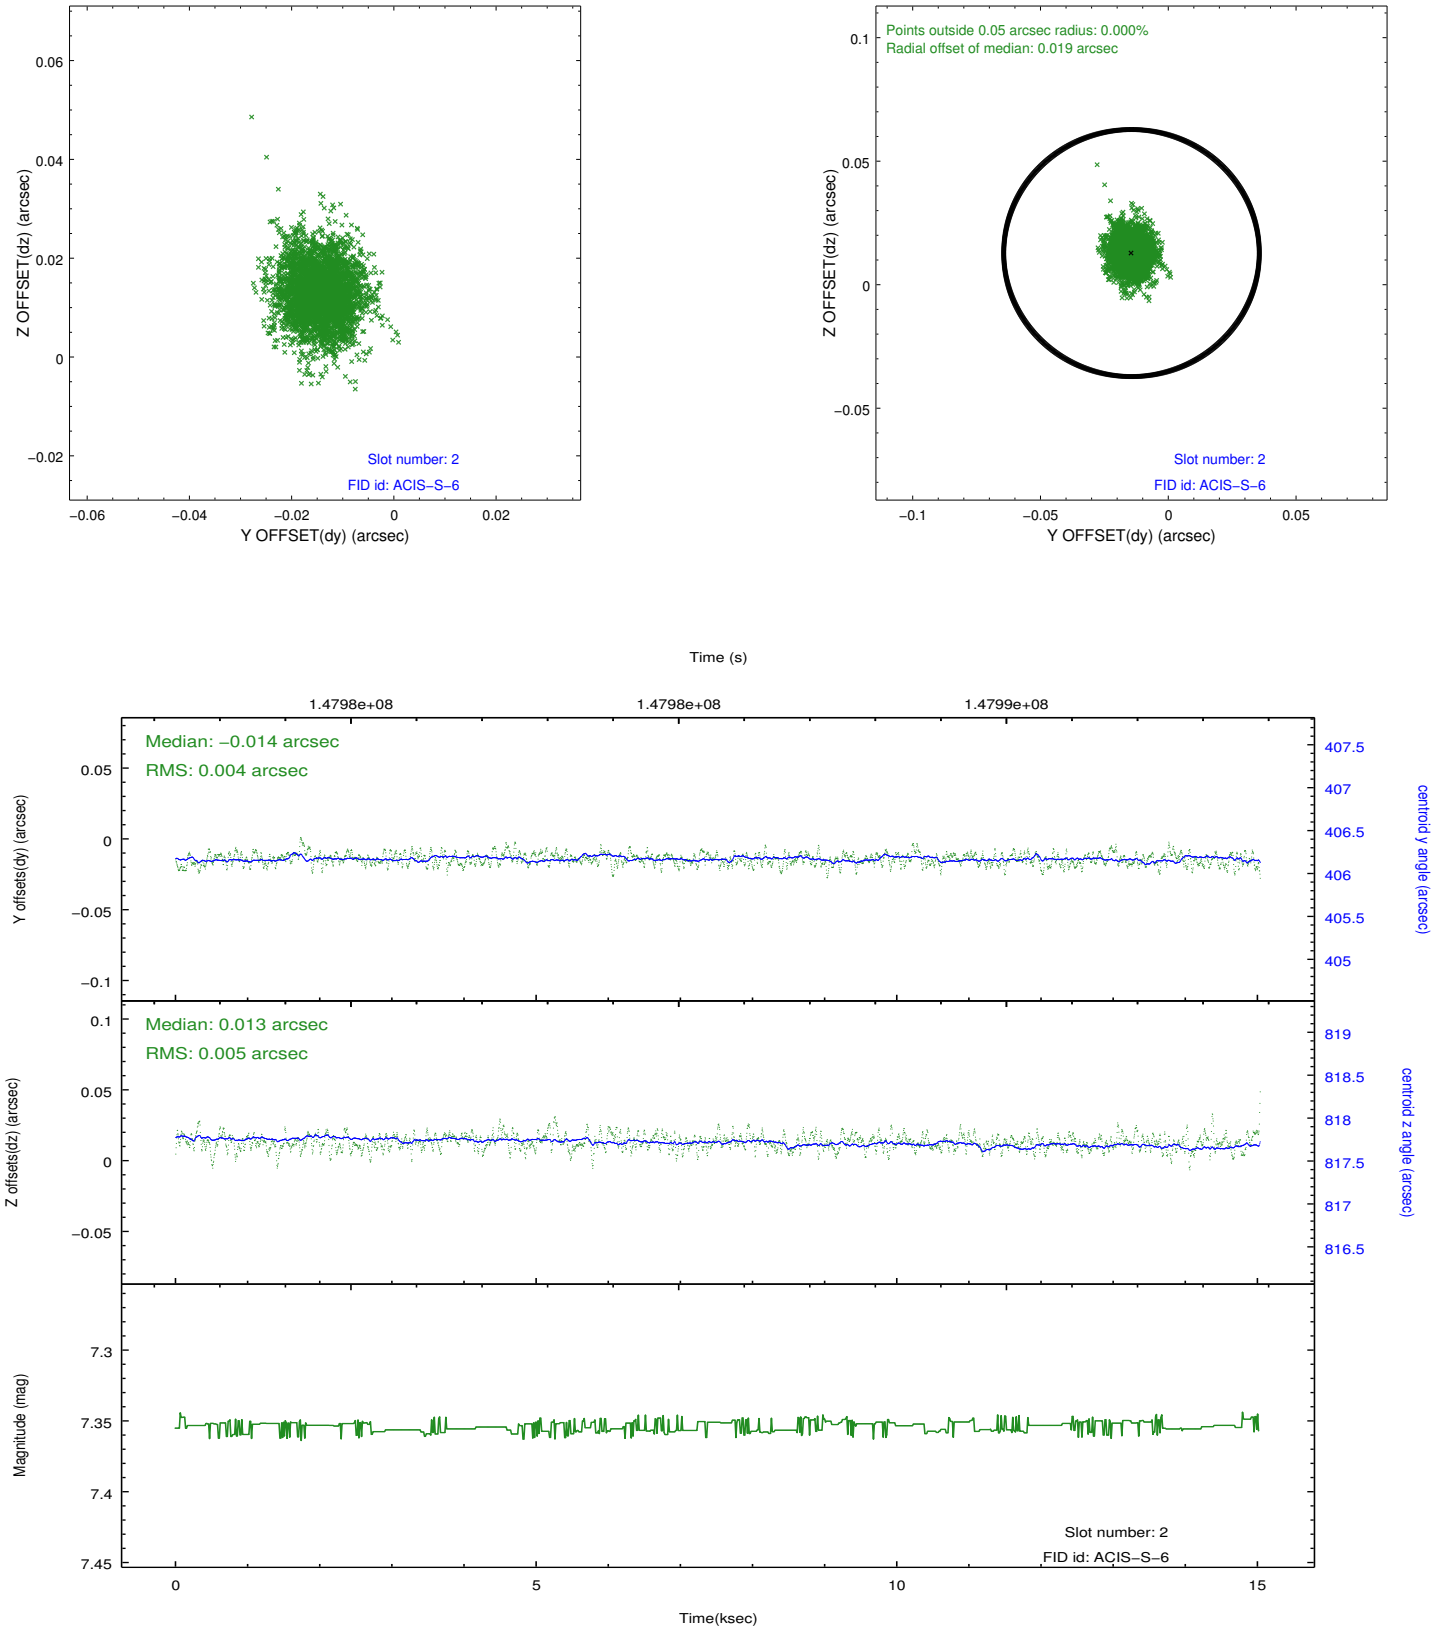 0.06
0.04
0.02
0
−0.02
Z OFFSET(dz) (arcsec)
Slot number: 2
FID id: ACIS−S−6
−0.06
−0.04
−0.02
0
0.02
Y OFFSET(dy) (arcsec)
Points outside 0.05 arcsec radius: 0.000%
Radial offset of median: 0.019 arcsec
0.1
0.05
0
−0.05
Z OFFSET(dz) (arcsec)
Slot number: 2
FID id: ACIS−S−6
−0.1
−0.05
0
0.05
Y OFFSET(dy) (arcsec)
Time (s)
1.4798e+08
1.4798e+08
1.4799e+08
Median: −0.014 arcsec
RMS: 0.004 arcsec
0.05
0
−0.05
−0.1
Y offsets(dy) (arcsec)
407.5
407
406.5
406
405.5
405
centroid y angle (arcsec)
Median: 0.013 arcsec
RMS: 0.005 arcsec
0.1
0.05
0
−0.05
Z offsets(dz) (arcsec)
819
818.5
818
817.5
817
816.5
centroid z angle (arcsec)
7.3
7.35
7.4
7.45
Magnitude (mag)
Slot number: 2
FID id: ACIS−S−6
0
5
10
15
Time(ksec)